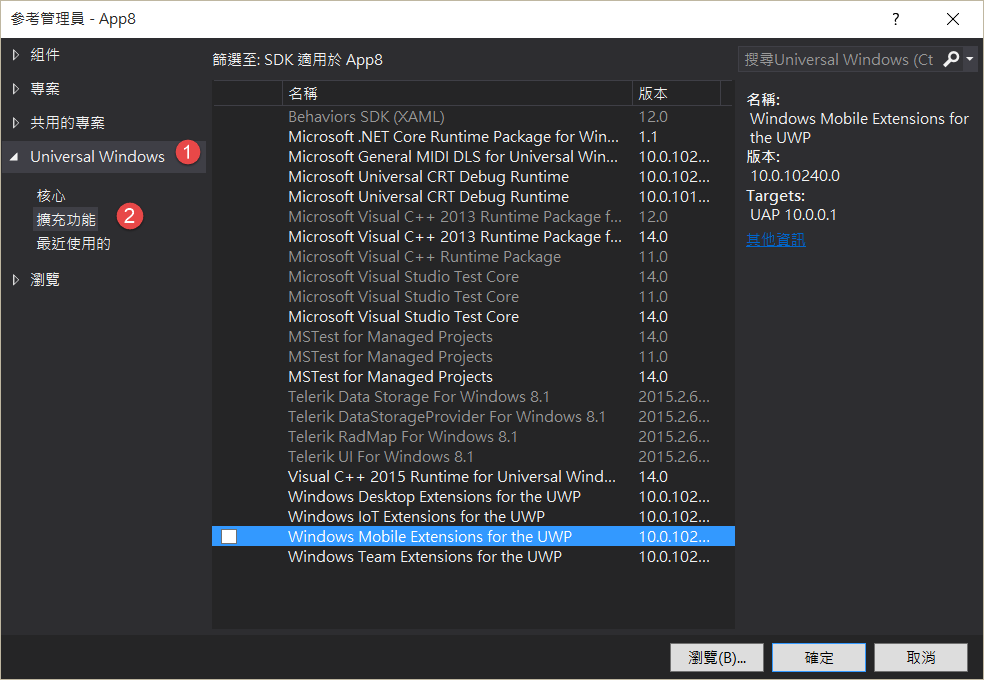 參考管理員 - App8
?
組件
專案
共用的專案
Universal Windows
1
核心
擴充功能
2
最近使用的
瀏覽
篩選至: SDK 適用於 App8
名稱 版本
Behaviors SDK (XAML) 12.0
Microsoft .NET Core Runtime Package for Win... 1.1
Microsoft General MIDI DLS for Universal Win... 10.0.102...
Microsoft Universal CRT Debug Runtime 10.0.102...
Microsoft Universal CRT Debug Runtime 10.0.101...
Microsoft Visual C++ 2013 Runtime Package f... 12.0
Microsoft Visual C++ 2013 Runtime Package f... 14.0
Microsoft Visual C++ Runtime Package 11.0
Microsoft Visual Studio Test Core 14.0
Microsoft Visual Studio Test Core 11.0
Microsoft Visual Studio Test Core 14.0
MSTest for Managed Projects 14.0
MSTest for Managed Projects 11.0
MSTest for Managed Projects 14.0
Telerik Data Storage For Windows 8.1 2015.2.6...
Telerik DataStorageProvider For Windows 8.1 2015.2.6...
Telerik RadMap For Windows 8.1 2015.2.6...
Telerik UI For Windows 8.1 2015.2.6...
Visual C++ 2015 Runtime for Universal Wind... 14.0
Windows Desktop Extensions for the UWP 10.0.102...
Windows IoT Extensions for the UWP 10.0.102...
Windows Mobile Extensions for the UWP 10.0.102...
Windows Team Extensions for the UWP 10.0.102...
搜尋Universal Windows (Ct
名稱:
Windows Mobile Extensions for
the UWP
版本:
10.0.10240.0
Targets:
UAP 10.0.0.1
其他資訊
瀏覽(B)... 確定 取消